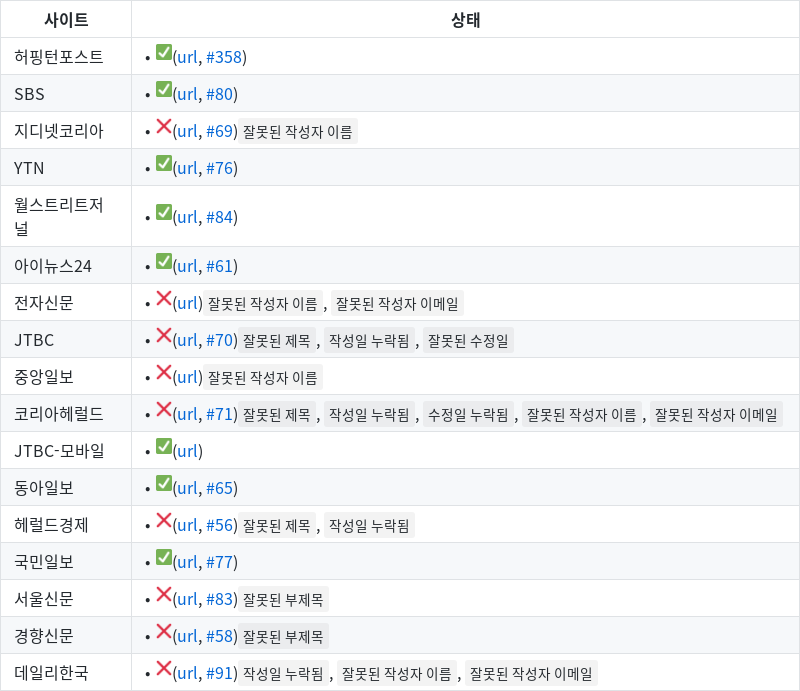 사이트 상태
허핑턴포스트 • ✅(url, #358)
SBS • ✅(url, #80)
지디넷코리아 • ❌(url, #69) 잘못된 작성자 이름
YTN • ✅(url, #76)
월스트리트저
널 • ✅(url, #84)
아이뉴스24 • ✅(url, #61)
전자신문 • ❌(url) 잘못된 작성자 이름 , 잘못된 작성자 이메일
JTBC • ❌(url, #70) 잘못된 제목 , 작성일 누락됨 , 잘못된 수정일
중앙일보 • ❌(url) 잘못된 작성자 이름
코리아헤럴드 • ❌(url, #71) 잘못된 제목 , 작성일 누락됨 , 수정일 누락됨 , 잘못된 작성자 이름 , 잘못된 작성자 이메일
JTBC-모바일 • ✅(url)
동아일보 • ✅(url, #65)
헤럴드경제 • ❌(url, #56) 잘못된 제목 , 작성일 누락됨
국민일보 • ✅(url, #77)
서울신문 • ❌(url, #83) 잘못된 부제목
경향신문 • ❌(url, #58) 잘못된 부제목
데일리한국 • ❌(url, #91) 작성일 누락됨 , 잘못된 작성자 이름 , 잘못된 작성자 이메일